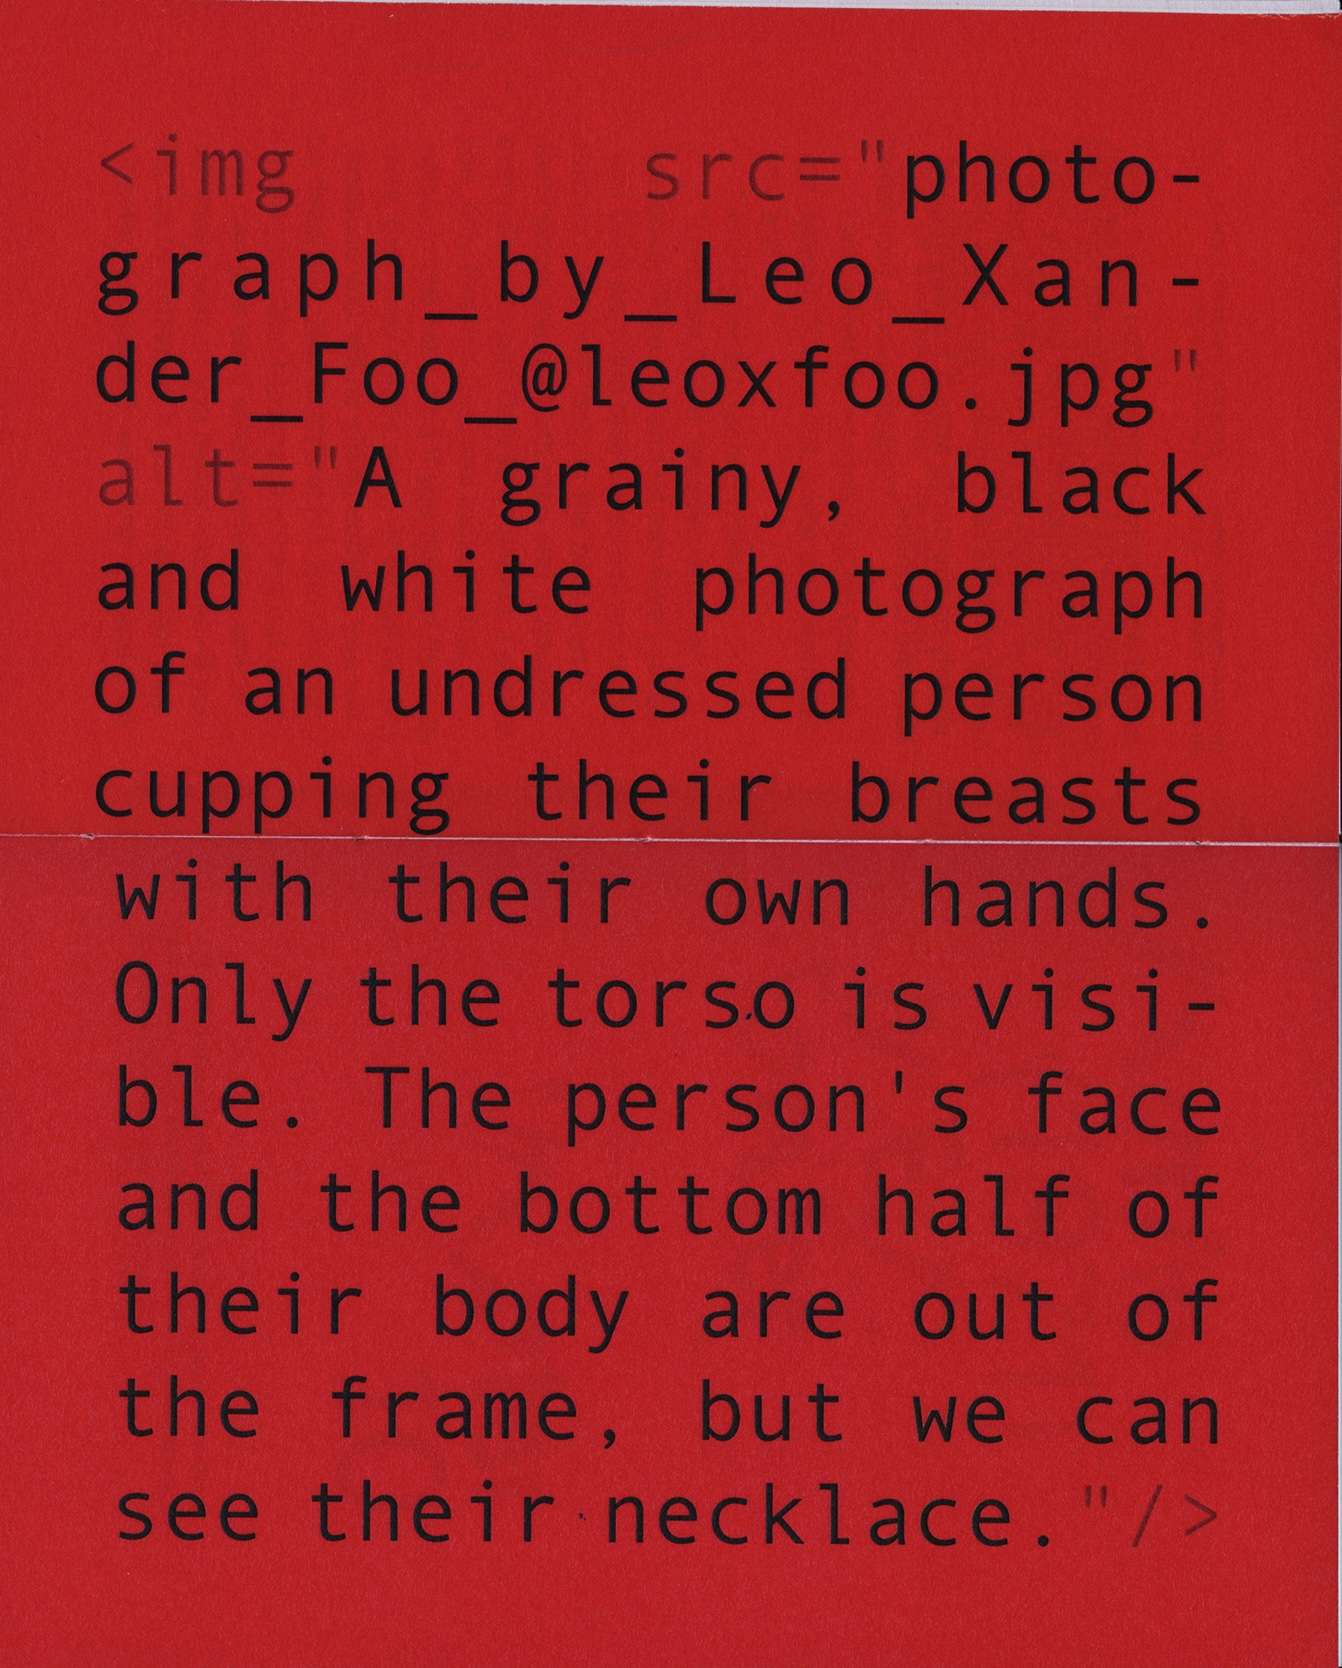 <img src="photo-
graph_by_Leo_Xan-
der_Foo_@leoxfoo.jpg"
alt="A grainy, black
and white photograph
of an undressed person
cupping their breasts
with their own hands.
Only the torso is visi-
ble. The person's face
and the bottom half of
their body are out of
the frame, but we can
see their necklace."/>